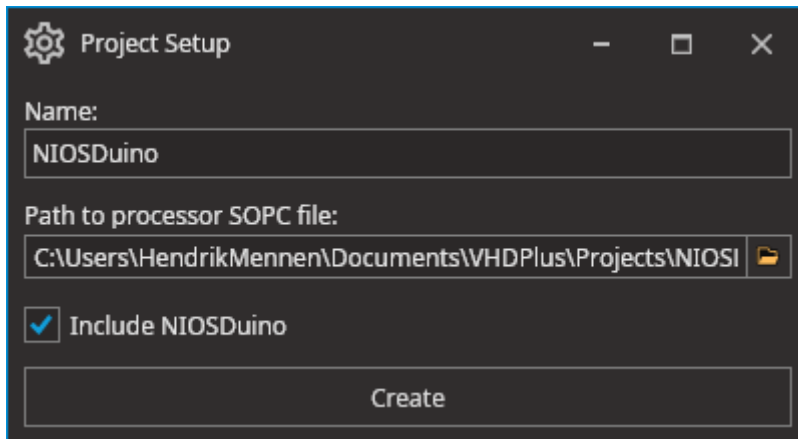 Project Setup
Name:
NIOSDuino
Path to processor SOPC file:
C:\Users\HendrikMennen\Documents\VHDPlus\Projects\NIOSI
Include NIOSDuino
Create